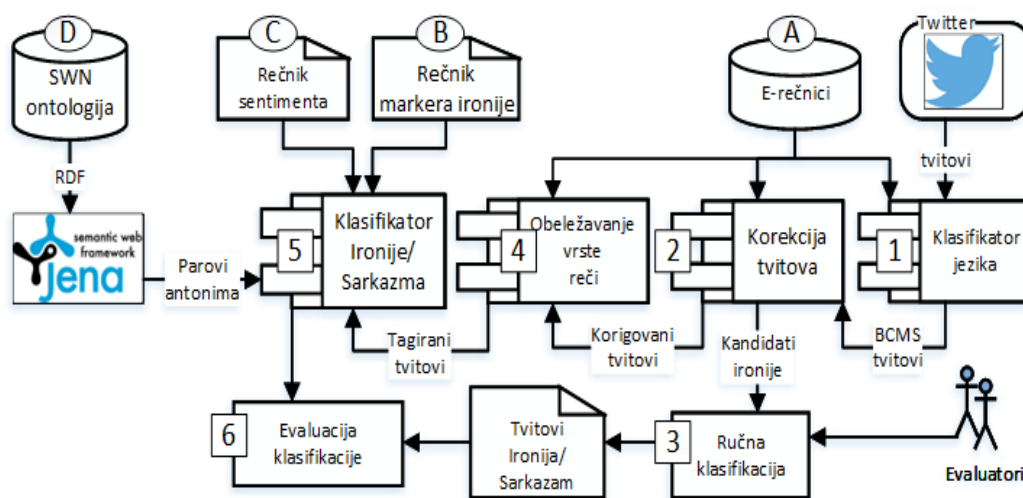 D
SWN
ontologija
C
Rečnik
sentimenta
B
Rečnik
markera ironije
A
E-rečnici
Twitter
RDF
tvitovi
semantic web
framework
Jena
Parovi
antonima
5
Klasifikator
Ironije/
Sarkazma
4
Obeležavanje
vrste
reči
2
Korekcija
tvitova
1
Klasifikator
jezika
Tagirani
tvitovi
Korigovani
tvitovi
Kandidati
ironije
BCMS
tvitovi
6
Evaluacija
klasifikacije
Tvitovi
Ironija/
Sarkazam
3
Ručna
klasifikacija
Evaluatori